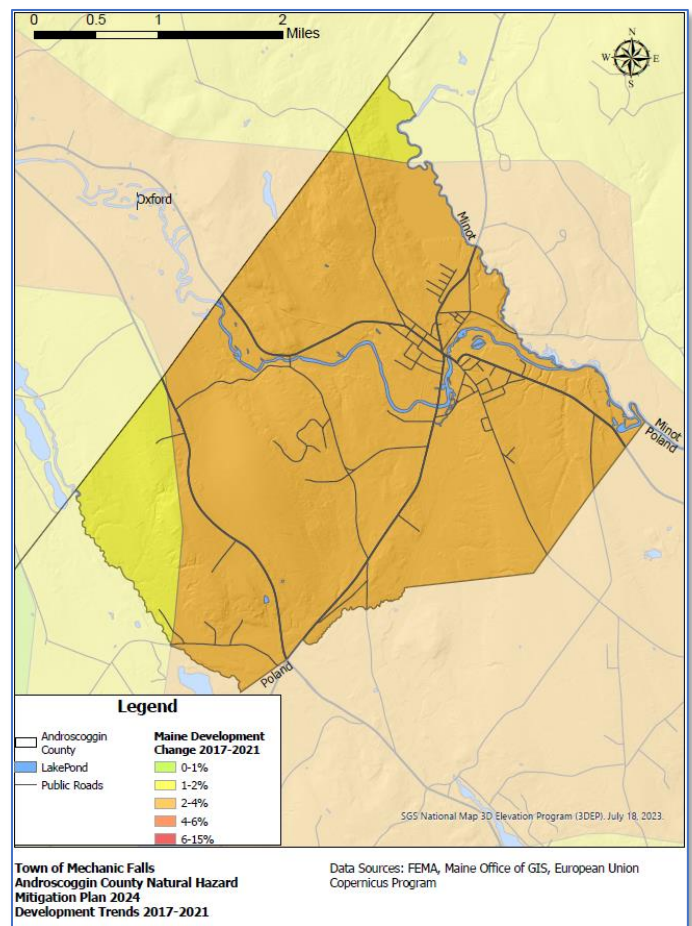 0 0.5 1 2
Miles
N
W E
S
Oxford
Minot
Minot
Poland
Poland
Legend
Androscoggin
County
LakePond
Public Roads
Maine Development
Change 2017-2021
0-1%
1-2%
2-4%
4-6%
6-15%
SGS National Map 3D Elevation Program (3DEP). July 18, 2023.
Town of Mechanic Falls
Androscoggin County Natural Hazard
Mitigation Plan 2024
Development Trends 2017-2021
Data Sources: FEMA, Maine Office of GIS, European Union
Copernicus Program